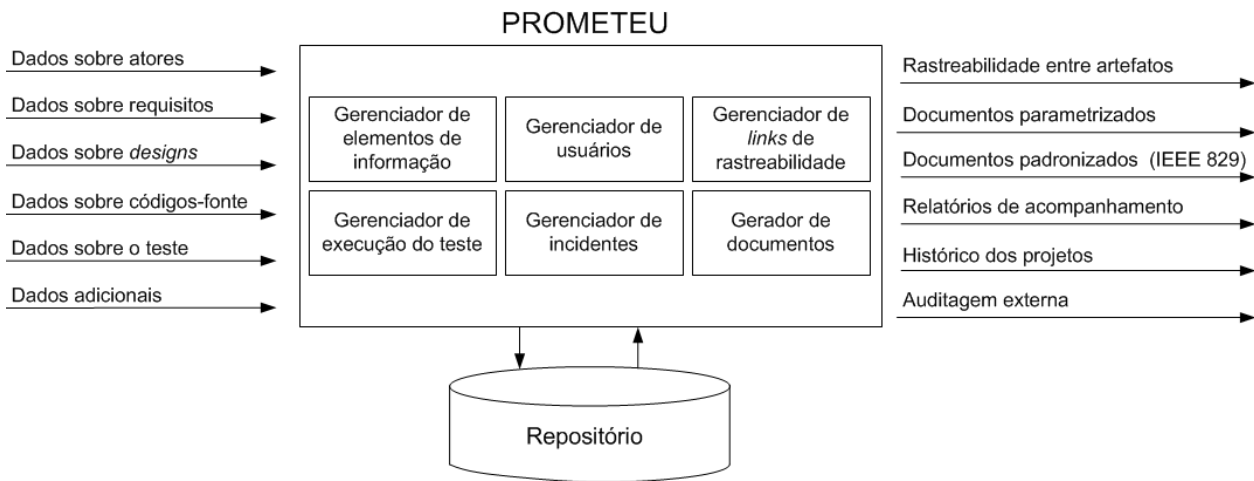 PROMETEU
Dados sobre atores
Dados sobre requisitos
Dados sobre designs
Dados sobre códigos-fonte
Dados sobre o teste
Dados adicionais
Gerenciador de
elementos de
informação
Gerenciador de
usuários
Gerenciador de
links de
rastreabilidade
Gerenciador de
execução do teste
Gerenciador de
incidentes
Gerador de
documentos
Rastreabilidade entre artefatos
Documentos parametrizados
Documentos padronizados (IEEE 829)
Relatórios de acompanhamento
Histórico dos projetos
Auditagem externa
Repositório